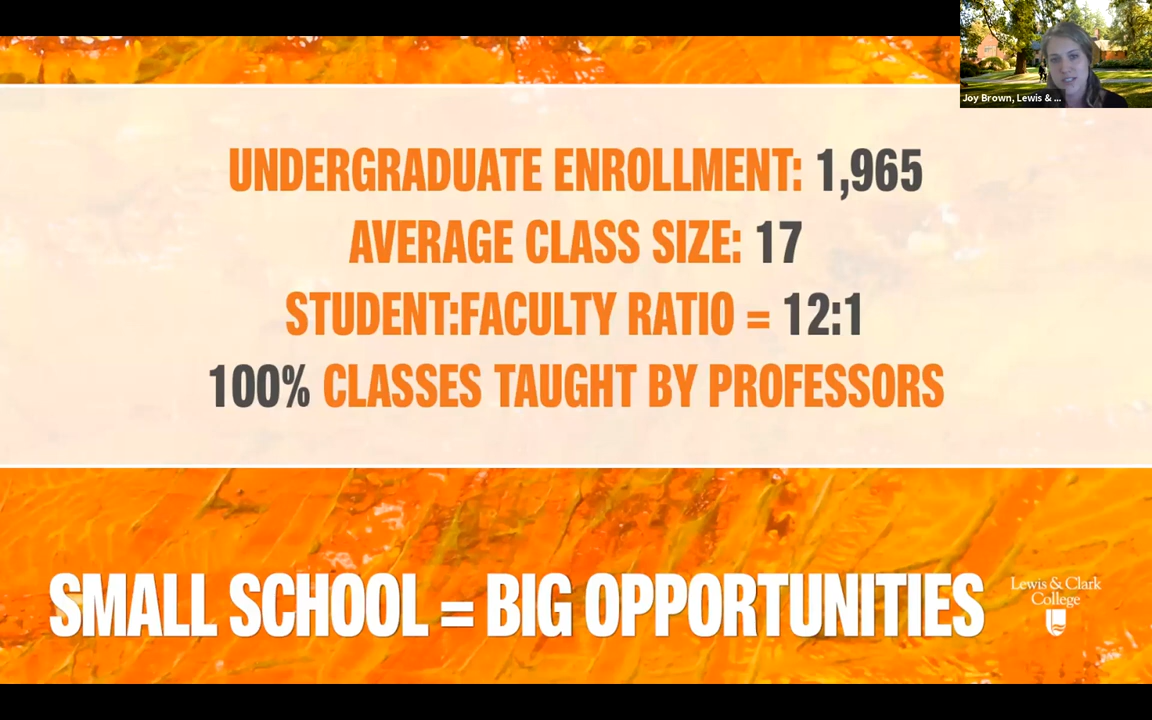 Joy Brown, Lewis & ...
UNDERGRADUATE ENROLLMENT: 1,965
AVERAGE CLASS SIZE: 17
STUDENT:FACULTY RATIO = 12:1
100% CLASSES TAUGHT BY PROFESSORS
SMALL SCHOOL = BIG OPPORTUNITIES
Lewis & Clark
College